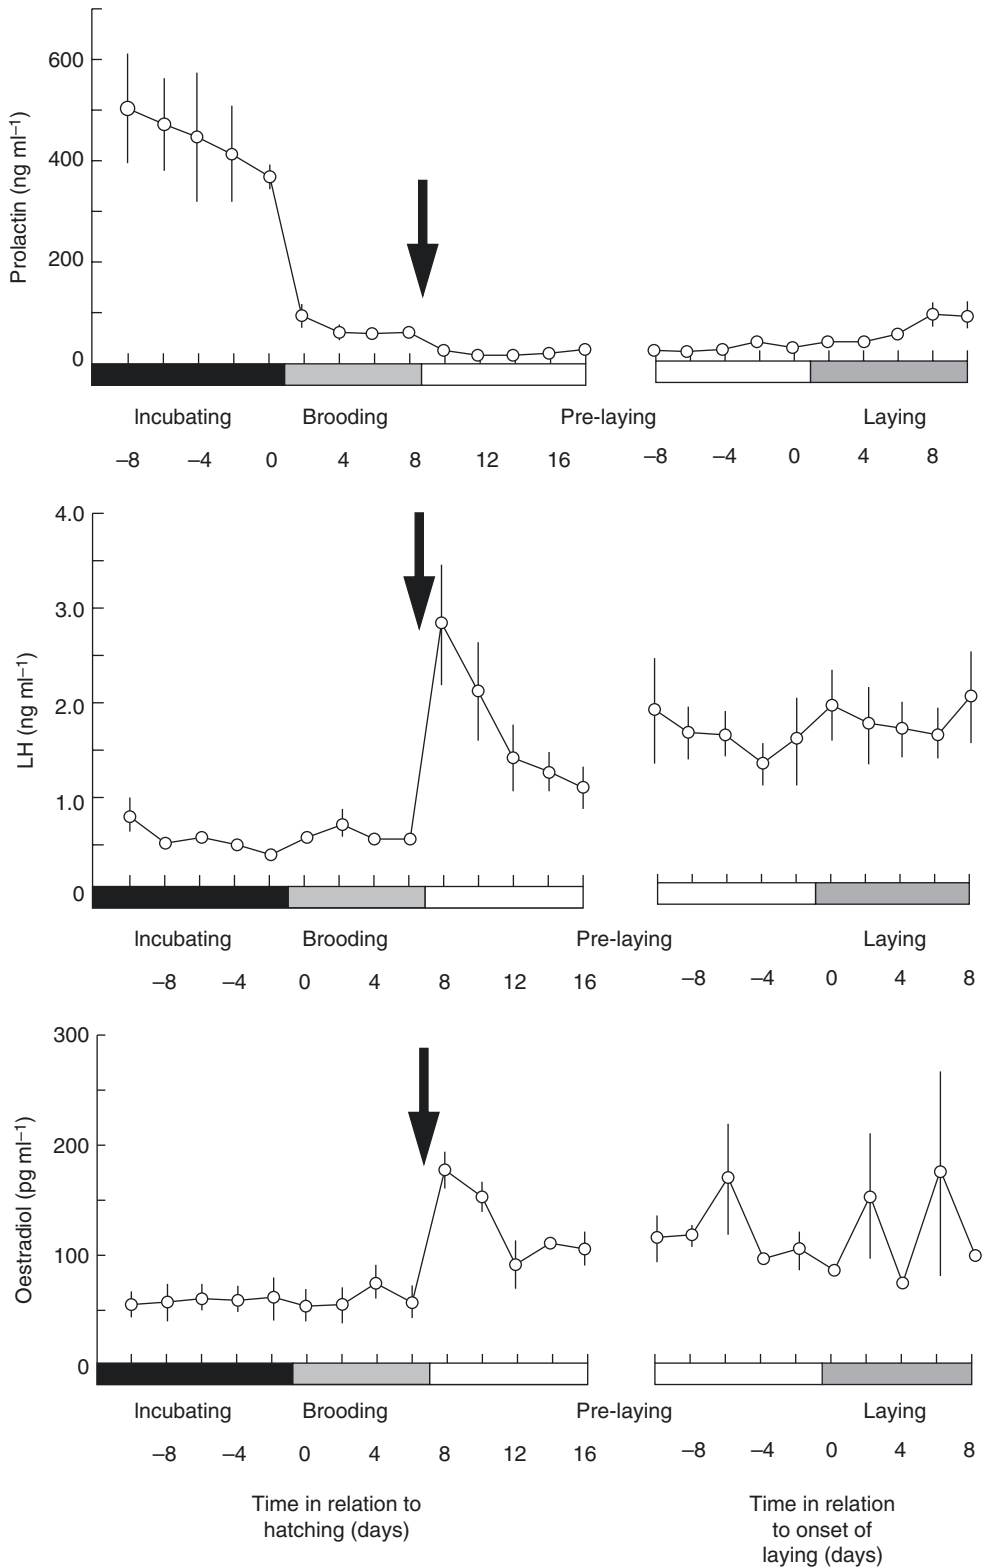 Prolactin (ng ml⁻¹)
600
400
200
0
Incubating Brooding Pre-laying Laying
–8 –4 0 4 8 12 16 –8 –4 0 4 8
LH (ng ml⁻¹)
4.0
3.0
2.0
1.0
0
Incubating Brooding Pre-laying Laying
–8 –4 0 4 8 12 16 –8 –4 0 4 8
Oestradiol (pg ml⁻¹)
300
200
100
0
Incubating Brooding Pre-laying Laying
–8 –4 0 4 8 12 16 –8 –4 0 4 8
Time in relation to
hatching (days)
Time in relation
to onset of
laying (days)